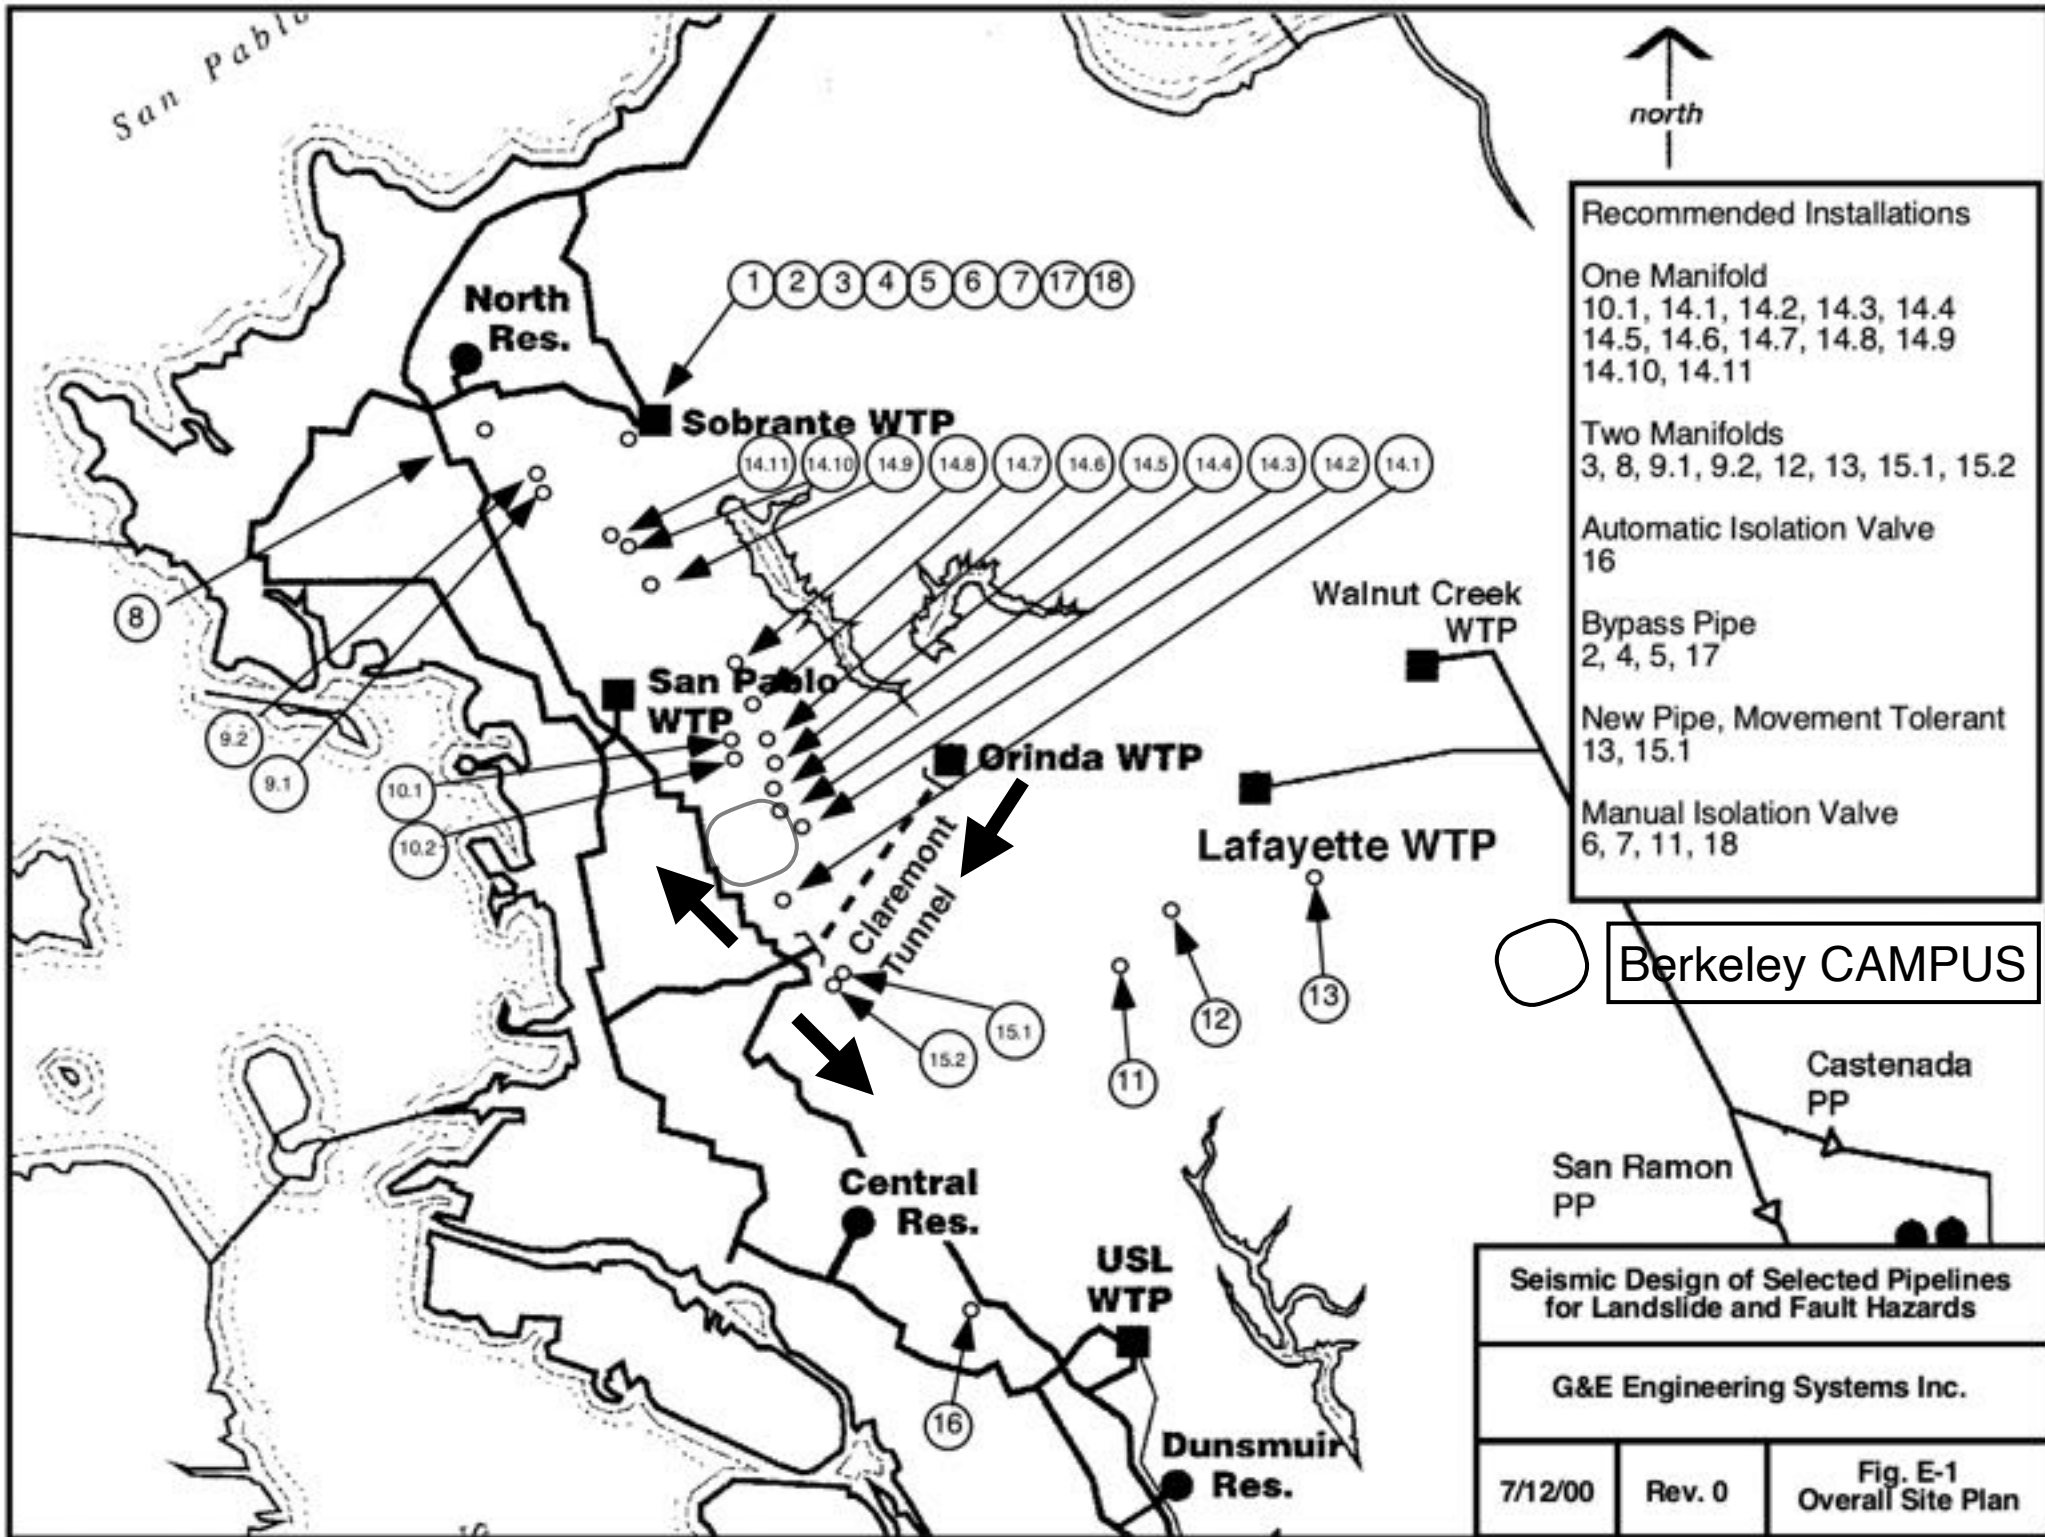 San Pablo
north
Recommended Installations
One Manifold
10.1, 14.1, 14.2, 14.3, 14.4
14.5, 14.6, 14.7, 14.8, 14.9
14.10, 14.11
Two Manifolds
3, 8, 9.1, 9.2, 12, 13, 15.1, 15.2
Automatic Isolation Valve
16
Bypass Pipe
2, 4, 5, 17
New Pipe, Movement Tolerant
13, 15.1
Manual Isolation Valve
6, 7, 11, 18
1 2 3 4 5 6 7 17 18
North
Res.
Sobrante WTP
14.11 14.10 14.9 14.8 14.7 14.6 14.5 14.4 14.3 14.2 14.1
8
Walnut Creek
WTP
San Pablo
WTP
9.2
9.1
10.1
10.2
Orinda WTP
Claremont
Tunnel
Lafayette WTP
Berkeley CAMPUS
13
12
15.1
15.2
11
Castenada
PP
San Ramon
PP
Central
Res.
USL
WTP
16
Dunsmuir
Res.
Seismic Design of Selected Pipelines
for Landslide and Fault Hazards
G&E Engineering Systems Inc.
7/12/00
Rev. 0
Fig. E-1
Overall Site Plan